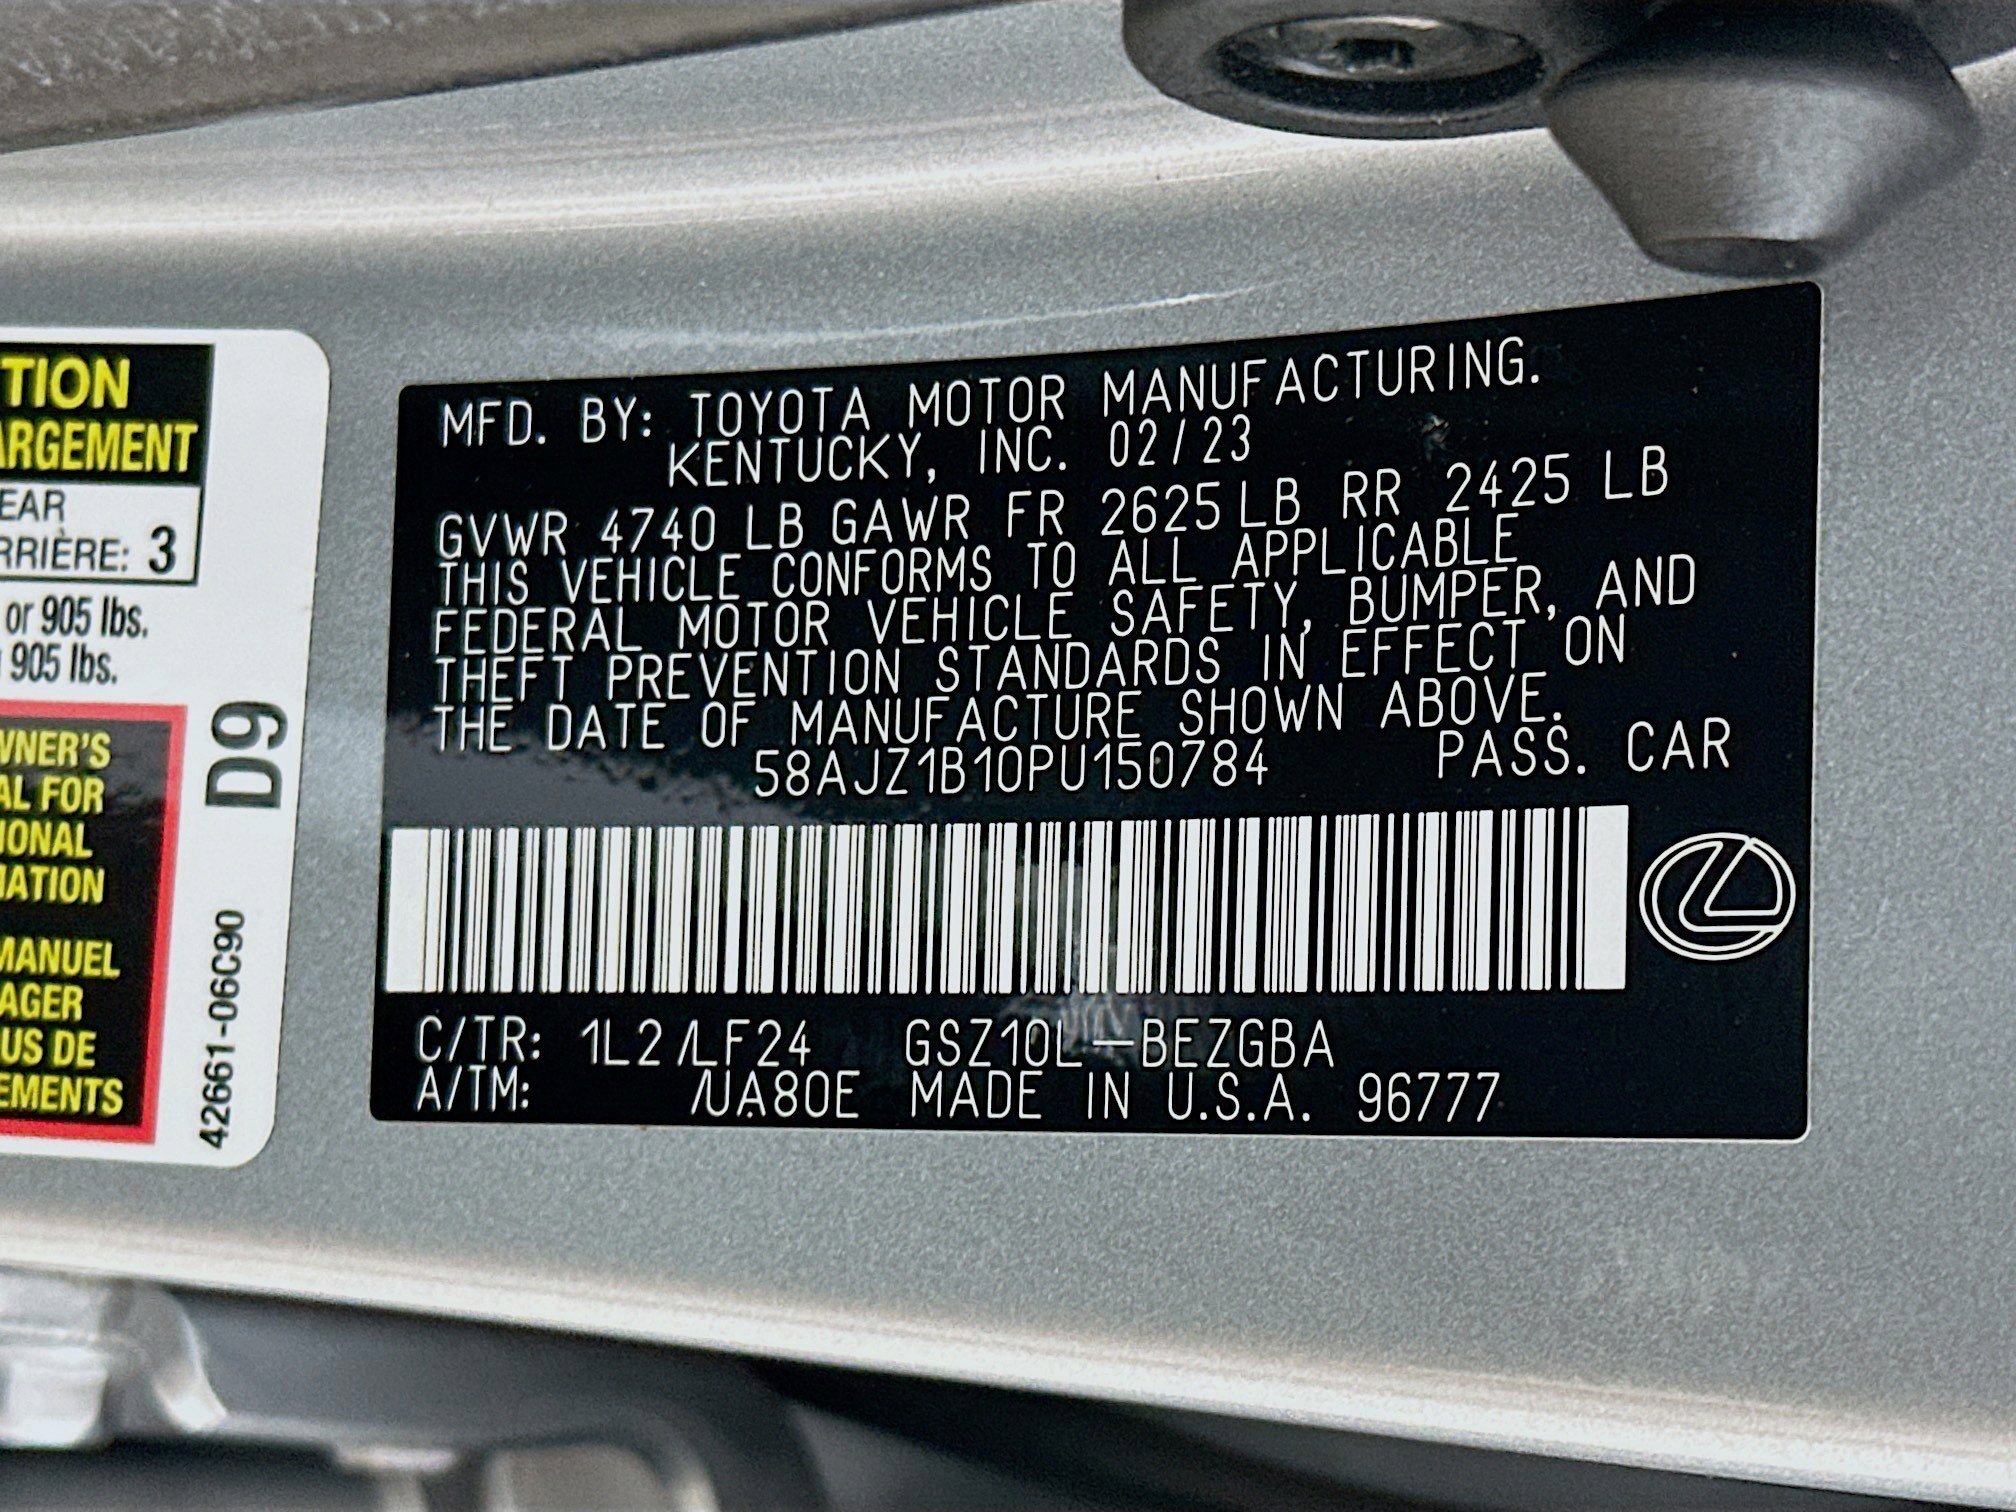 TION
ARGEMENT
EAR
RRIÈRE: 3
or 905 lbs.
905 lbs.
WNER'S
AL FOR
IONAL
MATION
MANUEL
AGER
US DE
EMENTS
D9
42661-06C90
MFD. BY: TOYOTA MOTOR MANUFACTURING.
KENTUCKY, INC. 02/23
GVWR 4740 LB GAWR FR 2625 LB RR 2425 LB
THIS VEHICLE CONFORMS TO ALL APPLICABLE
FEDERAL MOTOR VEHICLE SAFETY, BUMPER, AND
THEFT PREVENTION STANDARDS IN EFFECT ON
THE DATE OF MANUFACTURE SHOWN ABOVE.
58AJZ1B10PU150784 PASS. CAR
C/TR: 1L2/LF24 GSZ10L-BEZGBA
A/TM: /UA80E MADE IN U.S.A. 96777